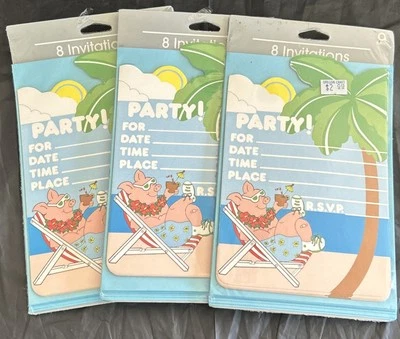 8 Invitations
PARTY!
FOR
DATE
TIME
PLACE
R.S.V.P.
8 Invitations
PARTY!
FOR
DATE
TIME
PLACE
R.S.
8 Invitations
PARTY!
FOR
DATE
TIME
PLACE
R.S.V.P.